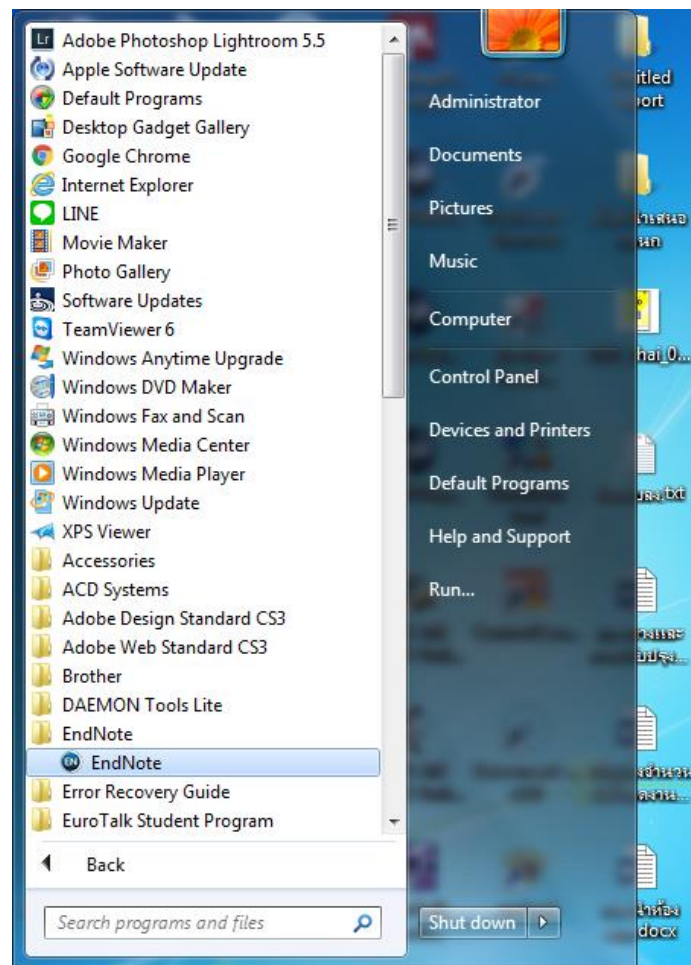 Adobe Photoshop Lightroom 5.5
Apple Software Update
Default Programs
Desktop Gadget Gallery
Google Chrome
Internet Explorer
LINE
Movie Maker
Photo Gallery
Software Updates
TeamViewer 6
Windows Anytime Upgrade
Windows DVD Maker
Windows Fax and Scan
Windows Media Center
Windows Media Player
Windows Update
XPS Viewer
Accessories
ACD Systems
Adobe Design Standard CS3
Adobe Web Standard CS3
Brother
DAEMON Tools Lite
EndNote
EndNote
Error Recovery Guide
EuroTalk Student Program
Back
Search programs and files
Administrator
Documents
Pictures
Music
Computer
Control Panel
Devices and Printers
Default Programs
Help and Support
Run...
Shut down